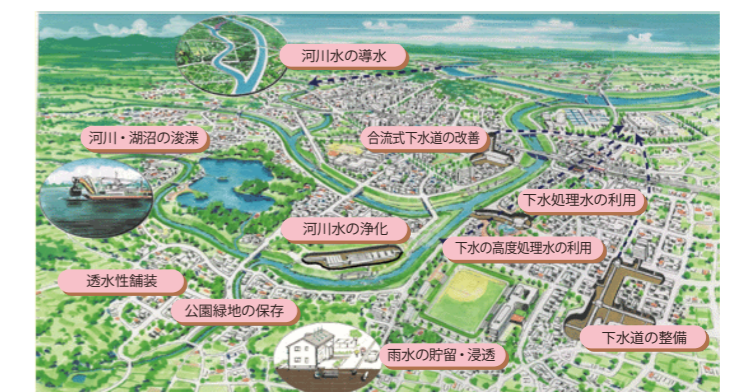 河川水の導水
河川・湖沼の浚渫
合流式下水道の改善
下水処理水の利用
河川水の浄化
下水の高度処理水の利用
透水性舗装
公園緑地の保存
下水道の整備
雨水の貯留・浸透